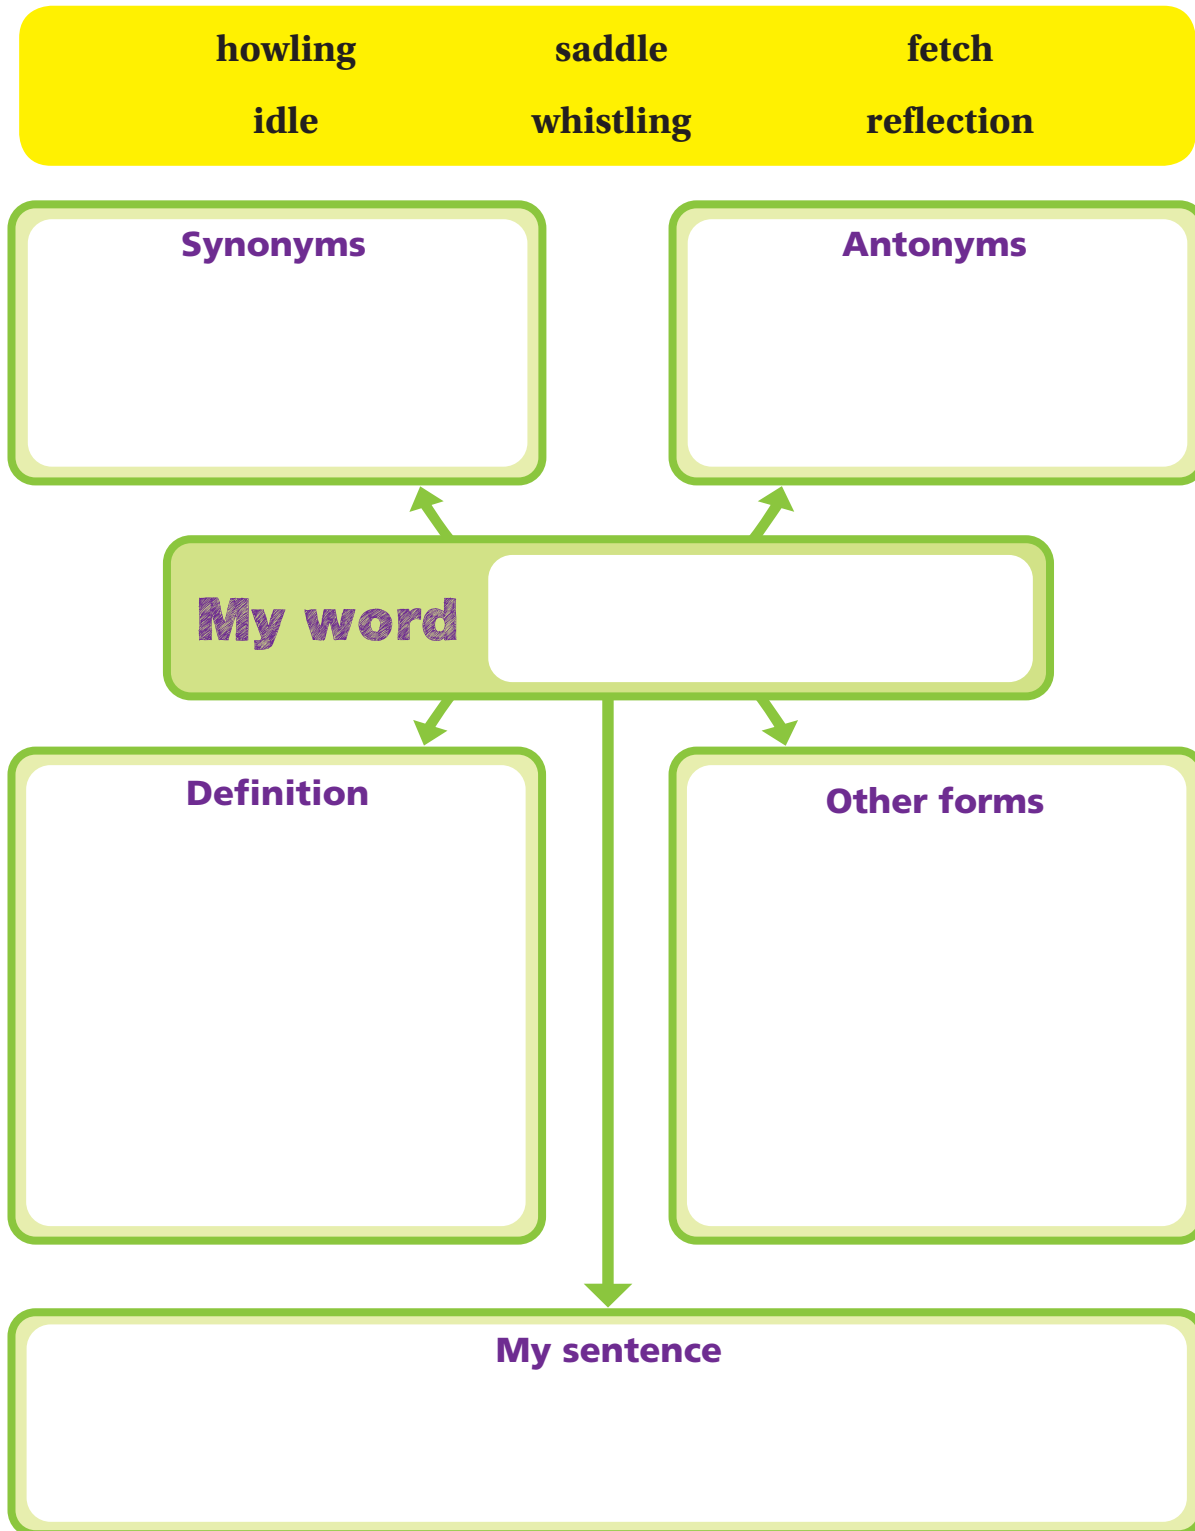 howling saddle fetch
idle whistling reflection
Synonyms
Antonyms
My word
Definition
Other forms
My sentence